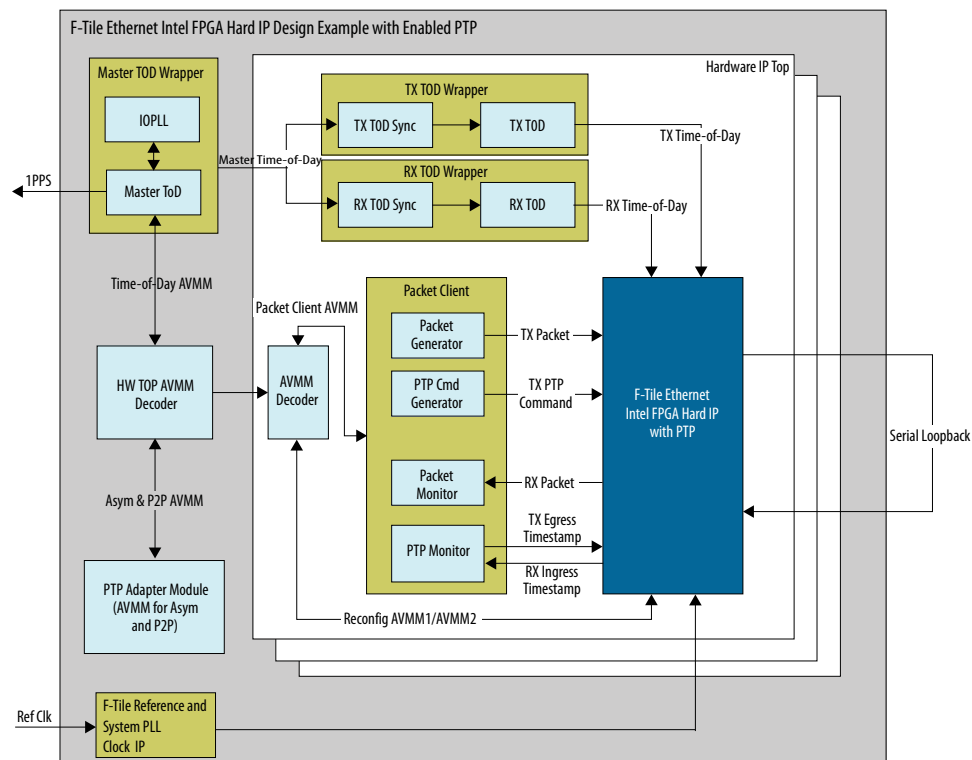 F-Tile Ethernet Intel FPGA Hard IP Design Example with Enabled PTP
Master TOD Wrapper
IOPLL
Master ToD
1PPS
Hardware IP Top
TX TOD Wrapper
TX TOD Sync
TX TOD
TX Time-of-Day
Master Time-of-Day
RX TOD Wrapper
RX TOD Sync
RX TOD
RX Time-of-Day
Time-of-Day AVMM
Packet Client AVMM
HW TOP AVMM
Decoder
AVMM
Decoder
Packet Client
Packet
Generator
TX Packet
PTP Cmd
Generator
TX PTP
Command
Packet
Monitor
RX Packet
PTP Monitor
TX Egress
Timestamp
RX Ingress
Timestamp
F-Tile Ethernet
Intel FPGA Hard IP
with PTP
Serial Loopback
Asym & P2P AVMM
PTP Adapter Module
(AVMM for Asym
and P2P)
Reconfig AVMM1/AVMM2
Ref Clk
F-Tile Reference and
System PLL
Clock IP